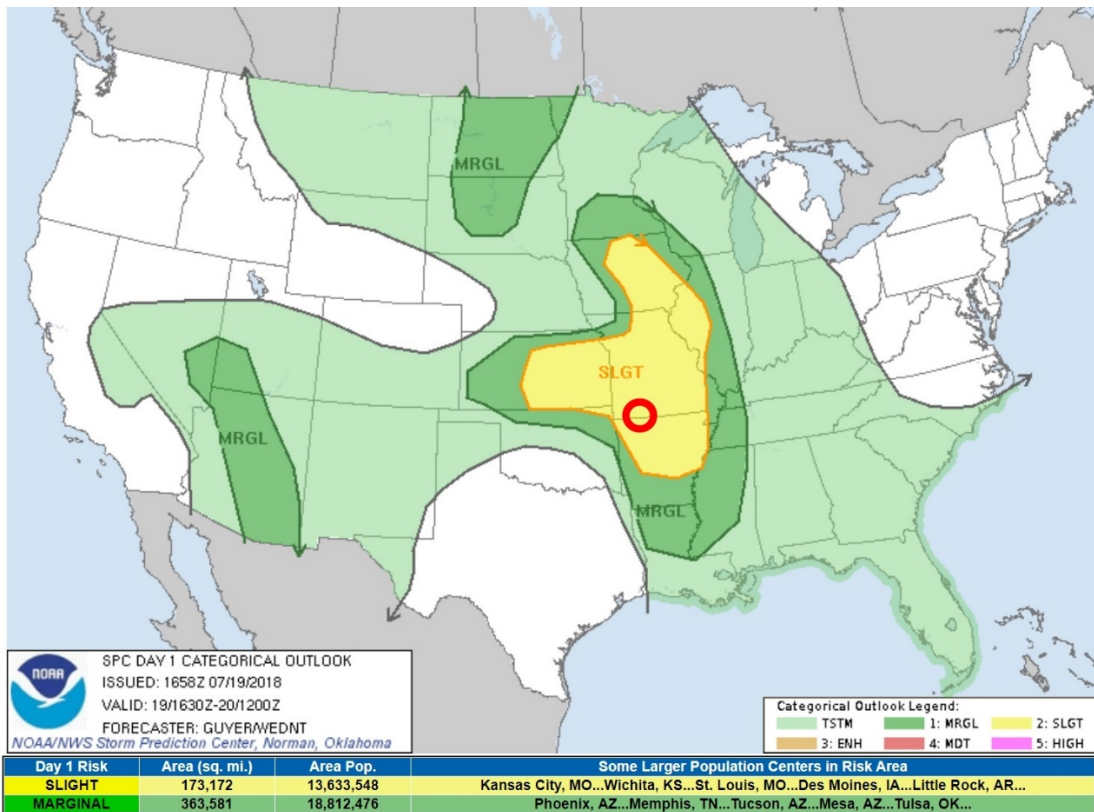 MRGL
SLGT
MRGL
MRGL
NOAA
SPC DAY 1 CATEGORICAL OUTLOOK
ISSUED: 1658Z 07/19/2018
VALID: 19/1630Z-20/1200Z
FORECASTER: GUYER/WEDNT
NOAA/NWS Storm Prediction Center, Norman, Oklahoma
Categorical Outlook Legend:
TSTM 1: MRGL 2: SLGT
3: ENH 4: MDT 5: HIGH
Day 1 Risk Area (sq. mi.) Area Pop. Some Larger Population Centers in Risk Area
SLIGHT 173,172 13,633,548 Kansas City, MO...Wichita, KS...St. Louis, MO...Des Moines, IA...Little Rock, AR...
MARGINAL 363,581 18,812,476 Phoenix, AZ...Memphis, TN...Tucson, AZ...Mesa, AZ...Tulsa, OK...